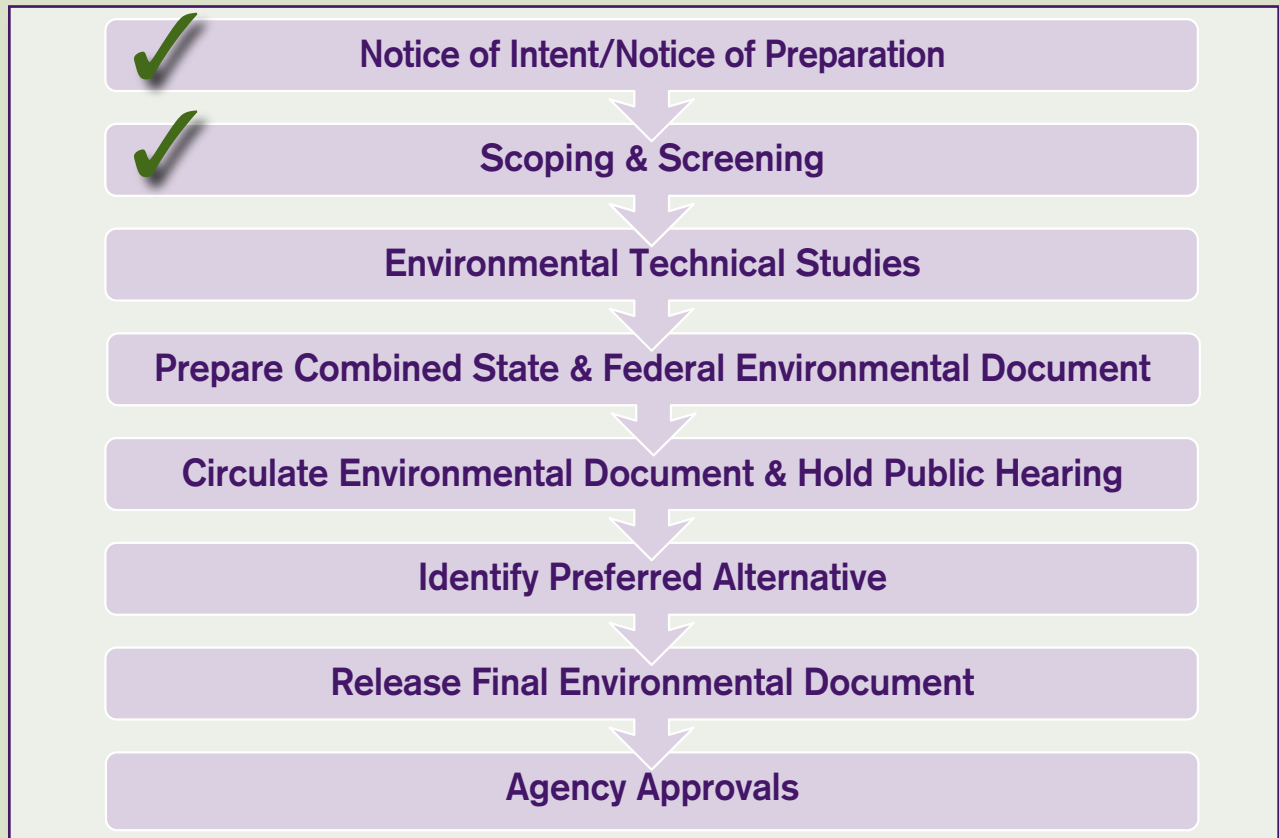 Notice of Intent/Notice of Preparation
Scoping & Screening
Environmental Technical Studies
Prepare Combined State & Federal Environmental Document
Circulate Environmental Document & Hold Public Hearing
Identify Preferred Alternative
Release Final Environmental Document
Agency Approvals